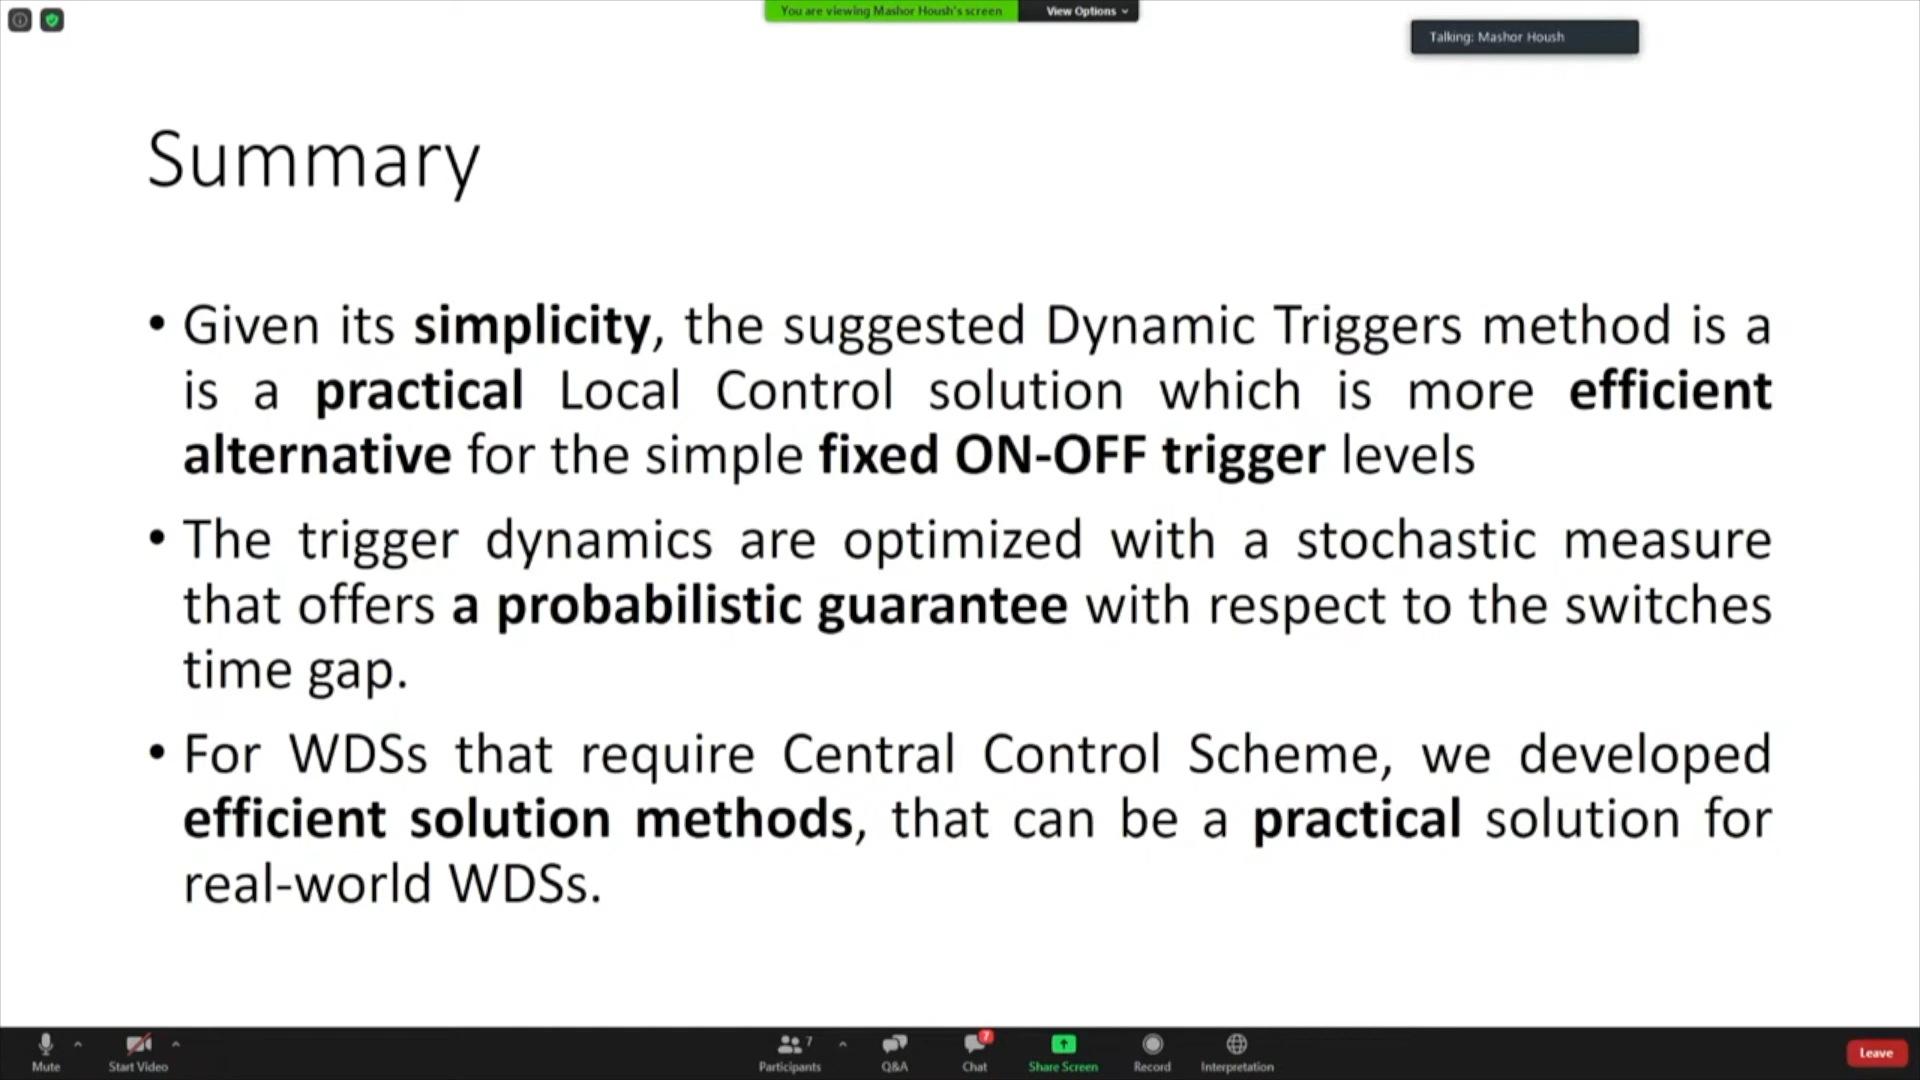 You are viewing Mashor Housh's screen
View Options
Talking: Mashor Housh
Summary
• Given its simplicity, the suggested Dynamic Triggers method is a
is a practical Local Control solution which is more efficient
alternative for the simple fixed ON-OFF trigger levels
• The trigger dynamics are optimized with a stochastic measure
that offers a probabilistic guarantee with respect to the switches
time gap.
• For WDSs that require Central Control Scheme, we developed
efficient solution methods, that can be a practical solution for
real-world WDSs.
Mute
Start Video
7
Participants
Q&A
7
Chat
Share Screen
Record
Interpretation
Leave